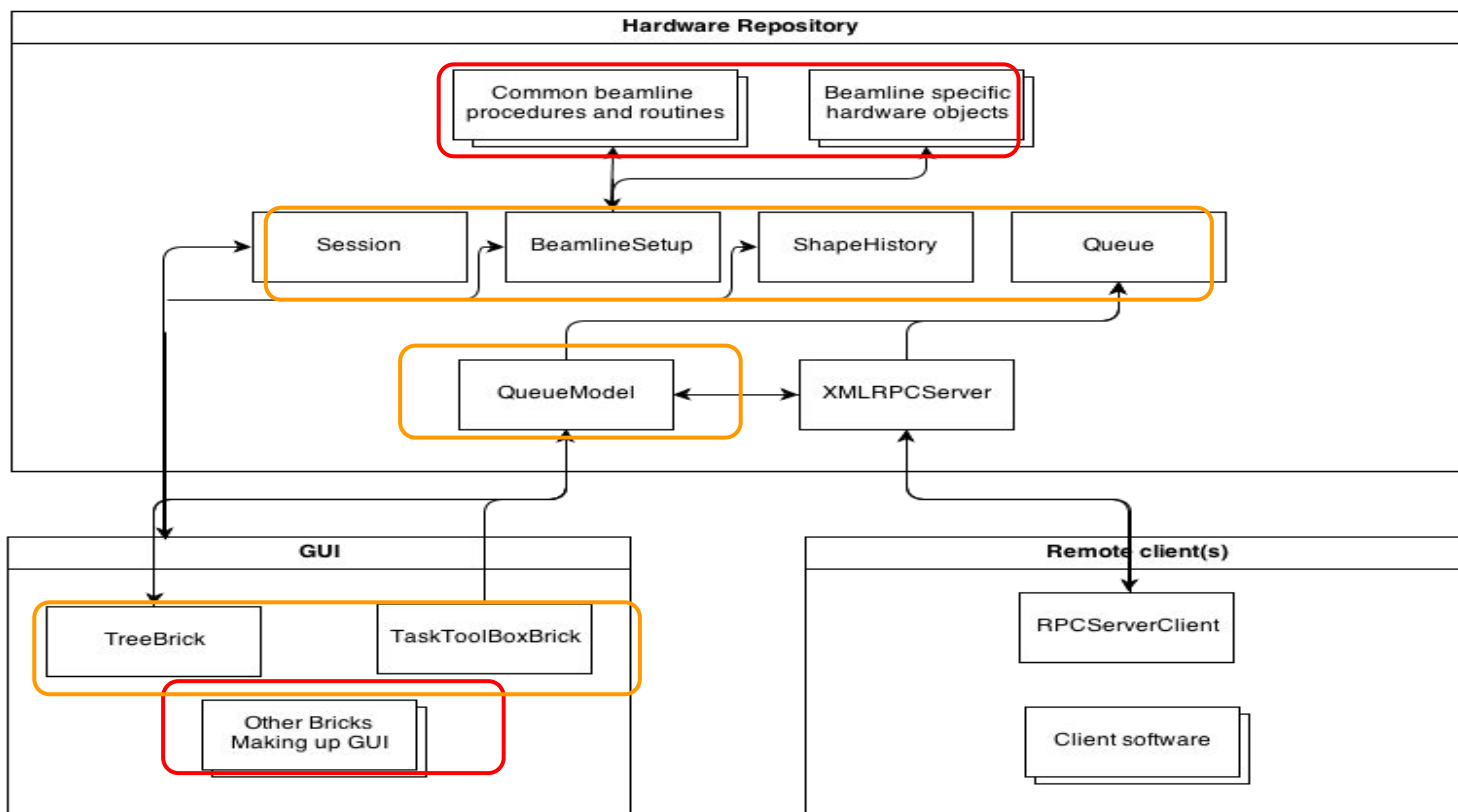 Hardware Repository
Common beamline
procedures and routines
Beamline specific
hardware objects
Session
BeamlineSetup
ShapeHistory
Queue
QueueModel
XMLRPCServer
GUI
TreeBrick
TaskToolBoxBrick
Other Bricks
Making up GUI
Remote client(s)
RPCServerClient
Client software